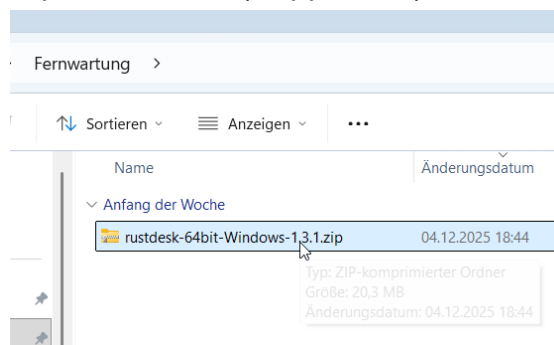 Fernwartung >
Sortieren Anzeigen ...
Name Änderungsdatum
Anfang der Woche
rustdesk-64bit-Windows-1.3.1.zip 04.12.2025 18:44
Typ: ZIP-komprimierter Ordner
Größe: 20,3 MB
Änderungsdatum: 04.12.2025 18:44